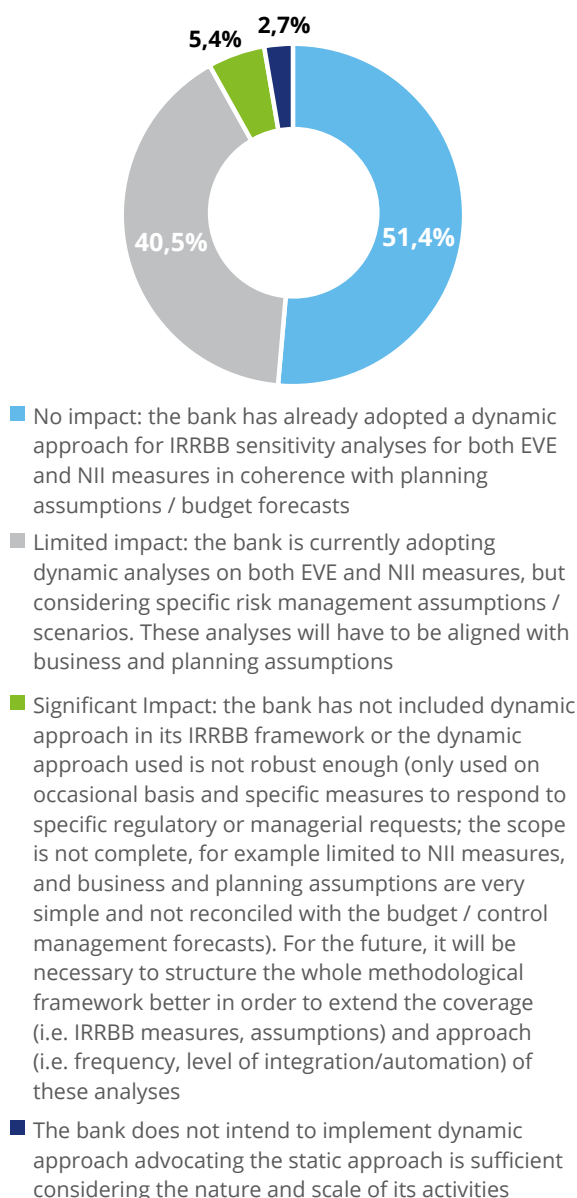 2,7%
5,4%
40,5%
51,4%
No impact: the bank has already adopted a dynamic
approach for IRRBB sensitivity analyses for both EVE
and NII measures in coherence with planning
assumptions / budget forecasts
Limited impact: the bank is currently adopting
dynamic analyses on both EVE and NII measures, but
considering specific risk management assumptions /
scenarios. These analyses will have to be aligned with
business and planning assumptions
Significant Impact: the bank has not included dynamic
approach in its IRRBB framework or the dynamic
approach used is not robust enough (only used on
occasional basis and specific measures to respond to
specific regulatory or managerial requests; the scope
is not complete, for example limited to NII measures,
and business and planning assumptions are very
simple and not reconciled with the budget / control
management forecasts). For the future, it will be
necessary to structure the whole methodological
framework better in order to extend the coverage
(i.e. IRRBB measures, assumptions) and approach
(i.e. frequency, level of integration/automation) of
these analyses
The bank does not intend to implement dynamic
approach advocating the static approach is sufficient
considering the nature and scale of its activities